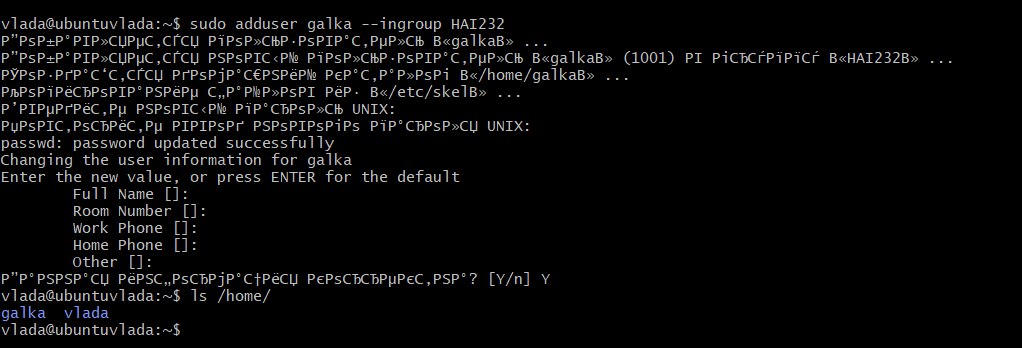 vlada@ubuntuvlada:~$ sudo adduser galka --ingroup HAI232
Р”РѕР±Р°РІР»СЏРµС‚СЃСЏ РїРѕР»СЊР·РѕРІР°С‚РµР»СЊ В«galkaВ» ...
Р”РѕР±Р°РІР»СЏРµС‚СЃСЏ РЅРѕРІС‹Р№ РїРѕР»СЊР·РѕРІР°С‚РµР»СЊ В«galkaВ» (1001) РІ РіСЂСѓРїРїСѓ В«HAI232В» ...
РЎРѕР·РґР°С‘С‚СЃСЏ РґРѕРјР°С€РЅРёР№ РєР°С‚Р°Р»РѕРі В«/home/galkaВ» ...
РљРѕРїРёСЂРѕРІР°РЅРёРµ С„Р°Р№Р»РѕРІ РёР· В«/etc/skelВ» ...
Р’РІРµРґРёС‚Рµ РЅРѕРІС‹Р№ РїР°СЂРѕР»СЊ UNIX:
РџРѕРІС‚РѕСЂРёС‚Рµ РІРІРѕРґ РЅРѕРІРѕРіРѕ РїР°СЂРѕР»СЏ UNIX:
passwd: password updated successfully
Changing the user information for galka
Enter the new value, or press ENTER for the default
Full Name []:
Room Number []:
Work Phone []:
Home Phone []:
Other []:
Р”Р°РЅРЅР°СЏ РёРЅС„РѕСЂРјР°С†РёСЏ РєРѕСЂСЂРµРєС‚РЅР°? [Y/n] Y
vlada@ubuntuvlada:~$ ls /home/
galka  vlada
vlada@ubuntuvlada:~$